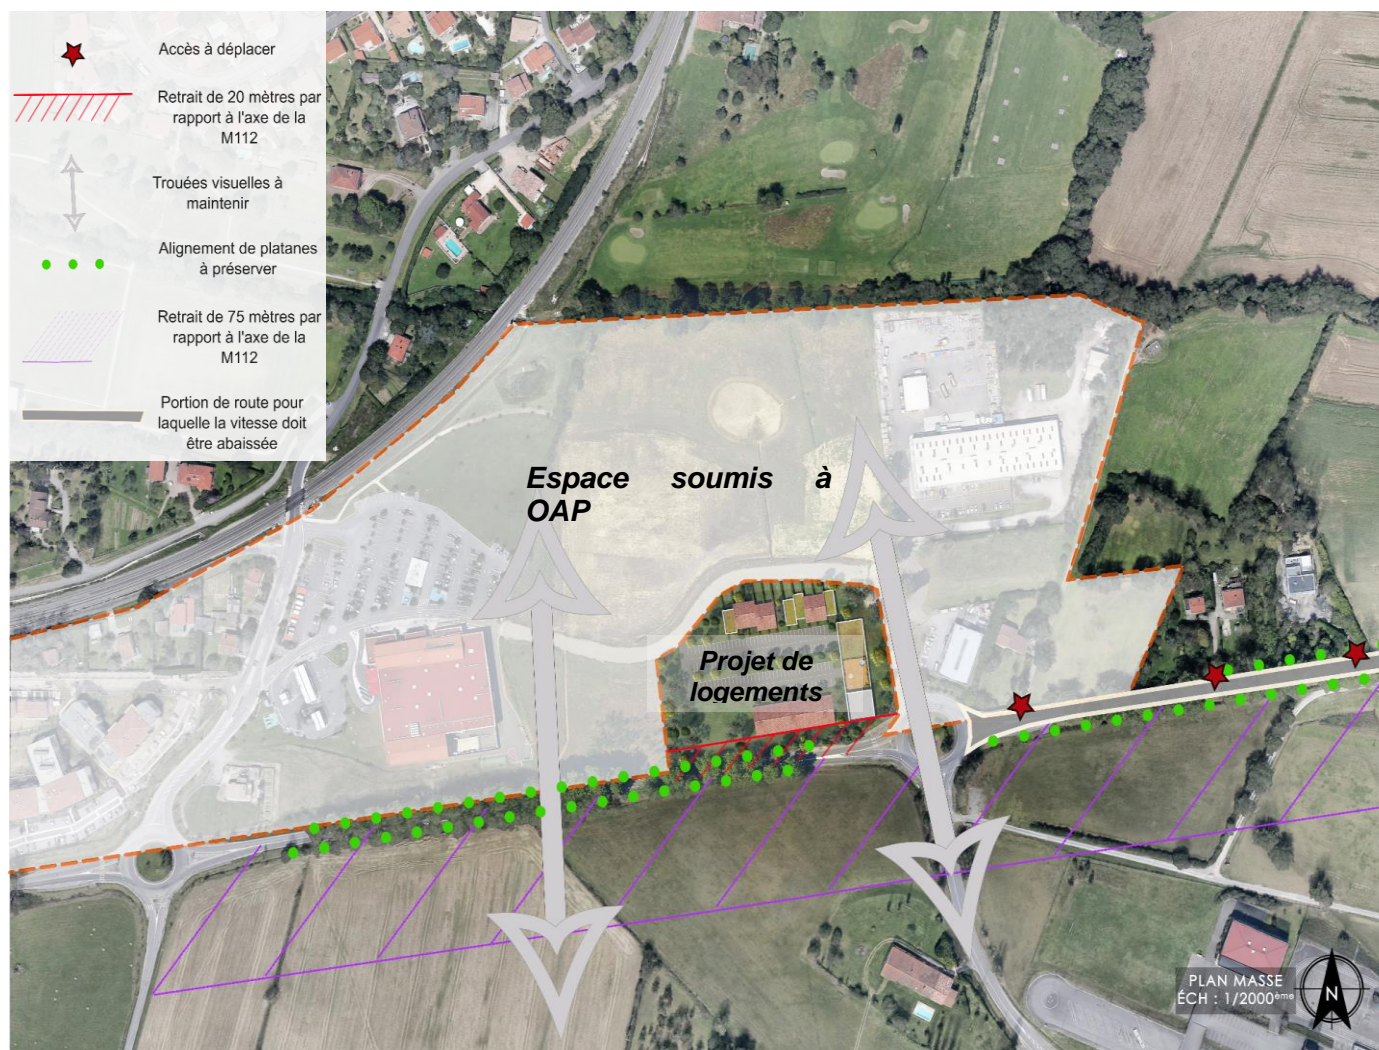 Accès à déplacer
Retrait de 20 mètres par
rapport à l'axe de la
M112
Trouées visuelles à
maintenir
Alignement de platanes
à préserver
Retrait de 75 mètres par
rapport à l'axe de la
M112
Portion de route pour
laquelle la vitesse doit
être abaissée
Espace soumis à
OAP
Projet de
logements
PLAN MASSE
ÉCH : 1/2000ème
N